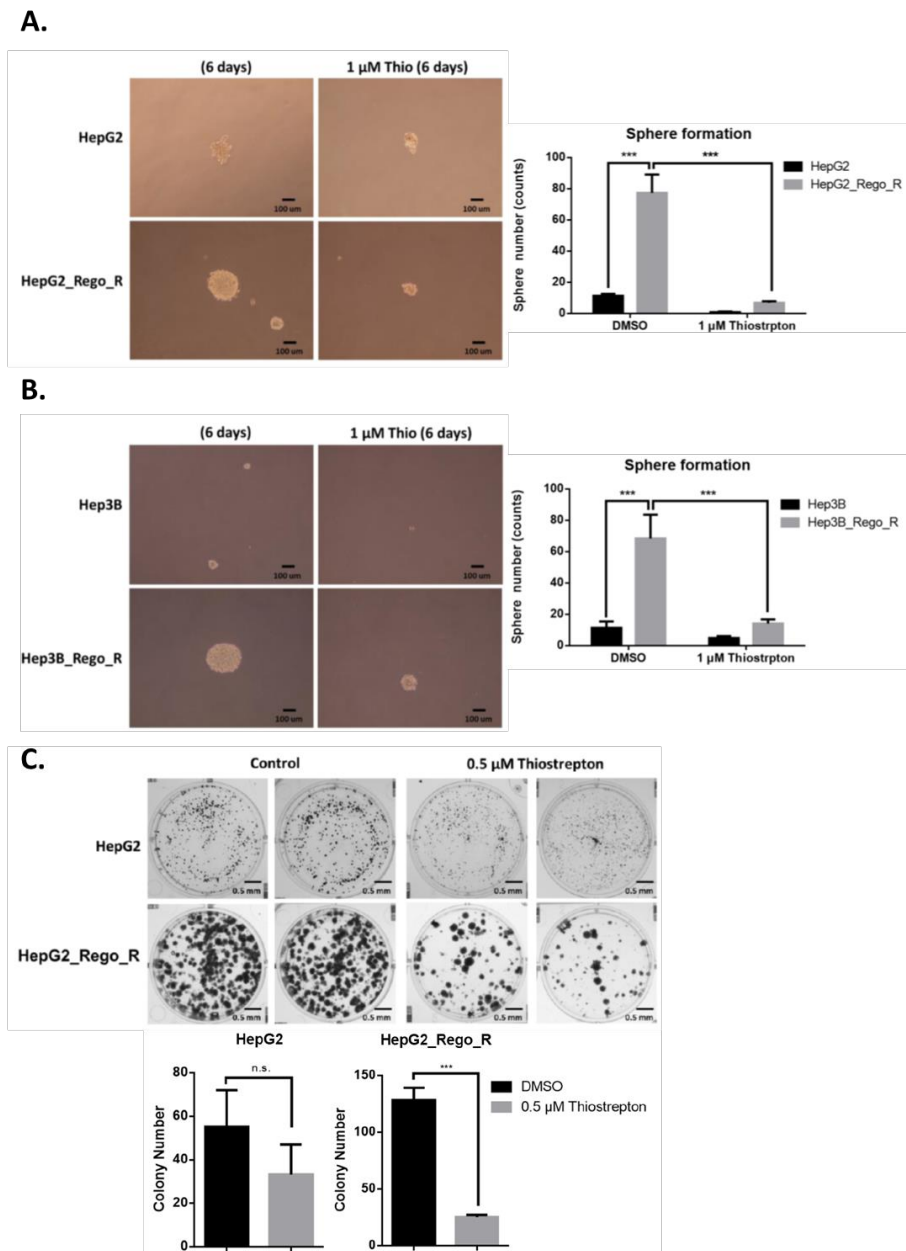 A.
(6 days) 1 µM Thio (6 days)
HepG2
100 um 100 um
HepG2_Rego_R
100 um 100 um
Sphere formation
Sphere number (counts)
100
80
60
40
20
0
*** ***
DMSO 1 µM Thiostrpton
HepG2
HepG2_Rego_R
B.
(6 days) 1 µM Thio (6 days)
Hep3B
100 um 100 um
Hep3B_Rego_R
100 um 100 um
Sphere formation
Sphere number (counts)
100
80
60
40
20
0
*** ***
DMSO 1 µM Thiostrpton
Hep3B
Hep3B_Rego_R
C.
Control 0.5 µM Thiostrepton
HepG2
0.5 mm 0.5 mm 0.5 mm 0.5 mm
HepG2_Rego_R
0.5 mm 0.5 mm 0.5 mm 0.5 mm
HepG2
Colony Number
80
60
40
20
0
n.s.
HepG2_Rego_R
Colony Number
150
100
50
0
***
DMSO
0.5 µM Thiostrepton